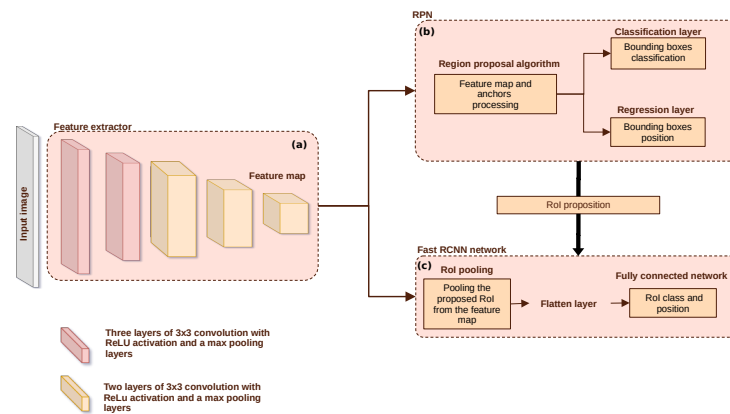 RPN
(b)
Classification layer
Bounding boxes
classification
Region proposal algorithm
Feature map and
anchors
processing
Regression layer
Bounding boxes
position
Feature extractor
(a)
Feature map
Input image
RoI proposition
Fast RCNN network
(c)
RoI pooling
Pooling the
proposed RoI
from the feature
map
Flatten layer
Fully connected network
RoI class and
position
Three layers of 3x3 convolution with
ReLU activation and a max pooling
layers
Two layers of 3x3 convolution with
ReLu activation and a max pooling
layers